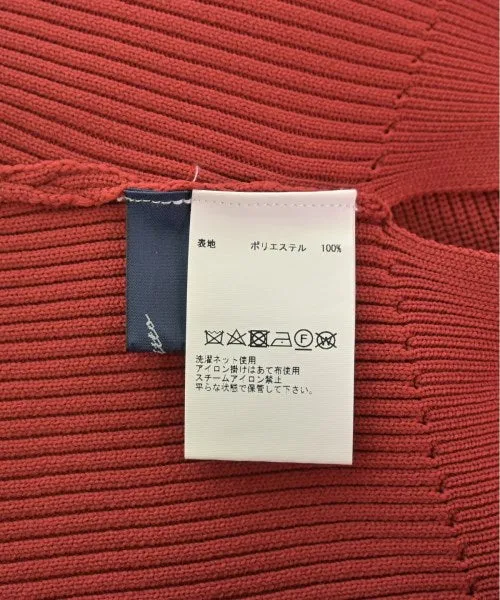 表地 ポリエステル 100%
洗濯ネット使用
アイロン掛けはあて布使用
スチームアイロン禁止
平らな状態で保管して下さい。